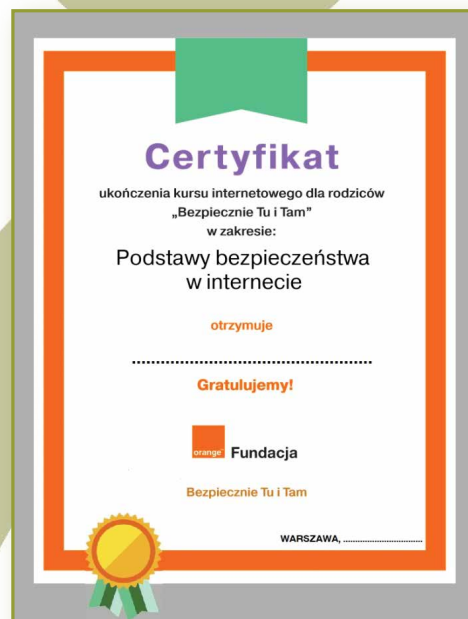 Certyfikat
ukończenia kursu internetowego dla rodziców
„Bezpiecznie Tu i Tam”
w zakresie:
Podstawy bezpieczeństwa
w internecie
otrzymuje
............................................................
Gratulujemy!
orange™ Fundacja
Bezpiecznie Tu i Tam
WARSZAWA, ................................